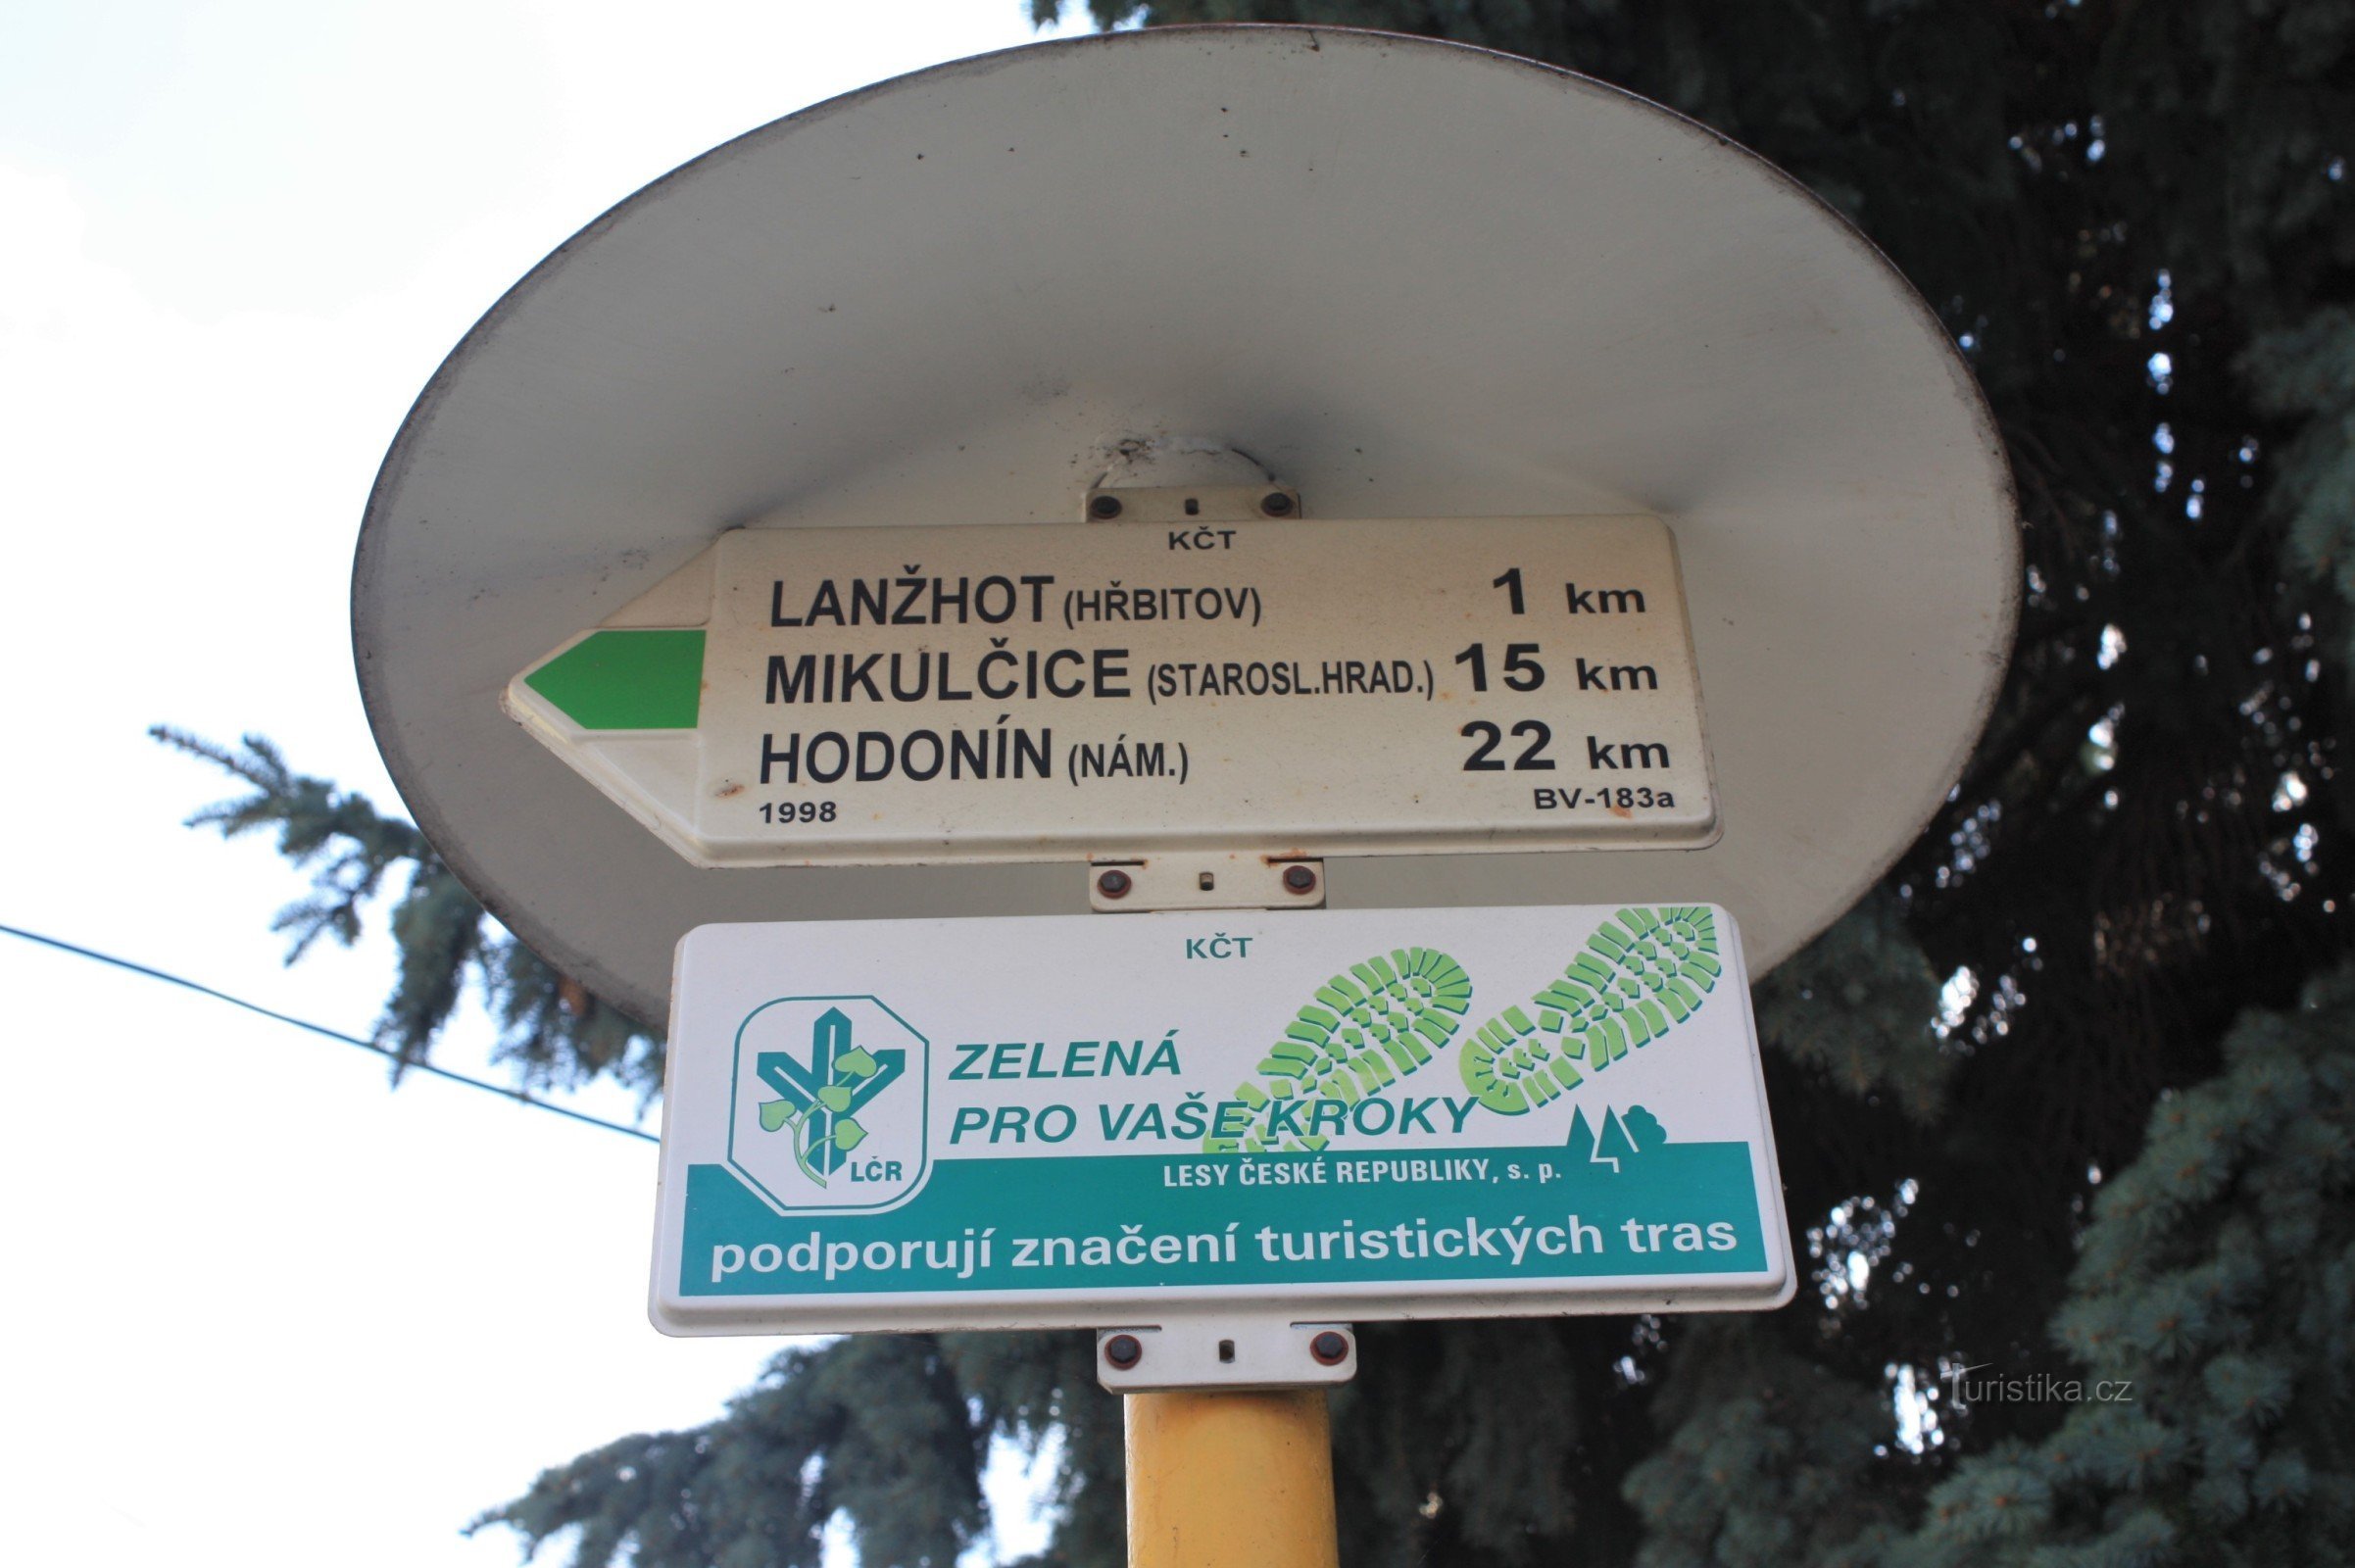 KČT
LANŽHOT (HŘBITOV) 1 km
MIKULČICE (STAROSL.HRAD.) 15 km
HODONÍN (NÁM.) 22 km
1998 BV-183a
KČT
ZELENÁ
PRO VAŠE KROKY
LČR
LESY ČESKÉ REPUBLIKY, s. p.
podporují značení turistických tras
Turistika.cz